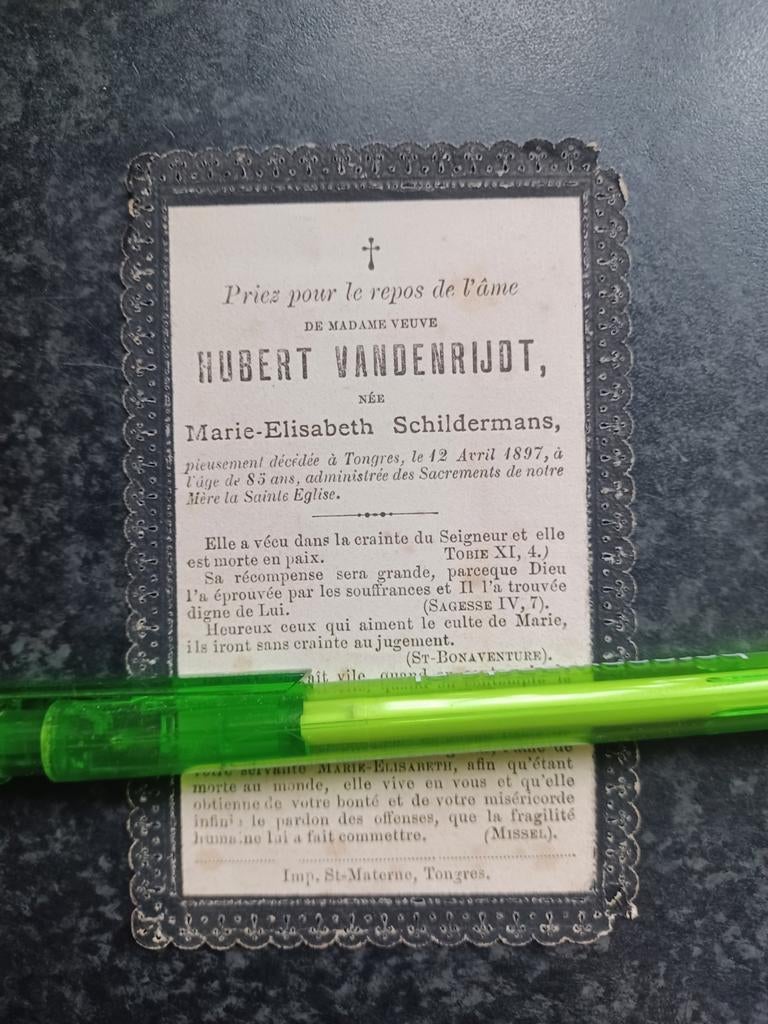 Priez pour le repos de l'âme
DE MADAME VEUVE
HUBERT VANDENRIJDT,
NÉE
Marie-Elisabeth Schildermans,
pieusement décédée à Tongres, le 12 Avril 1897, à
l'âge de 85 ans, administrée des Sacrements de notre
Mère la Sainte Eglise.
Elle a vécu dans la crainte du Seigneur et elle
est morte en paix. TOBIE XI, 4.)
Sa récompense sera grande, parceque Dieu
l'a éprouvée par les souffrances et Il l'a trouvée
digne de Lui. (SAGESSE IV, 7).
Heureux ceux qui aiment le culte de Marie,
ils iront sans crainte au jugement.
(ST-BONAVENTURE).
vile, quand
l'âme de
votre servante MARIE-ELISABETH, afin qu'étant
morte au monde, elle vive en vous et qu'elle
obtienne de votre bonté et de votre miséricorde
infinie le pardon des offenses, que la fragilité
humaine lui a fait commettre. (MISSEL).
Imp. St-Materne, Tongres.